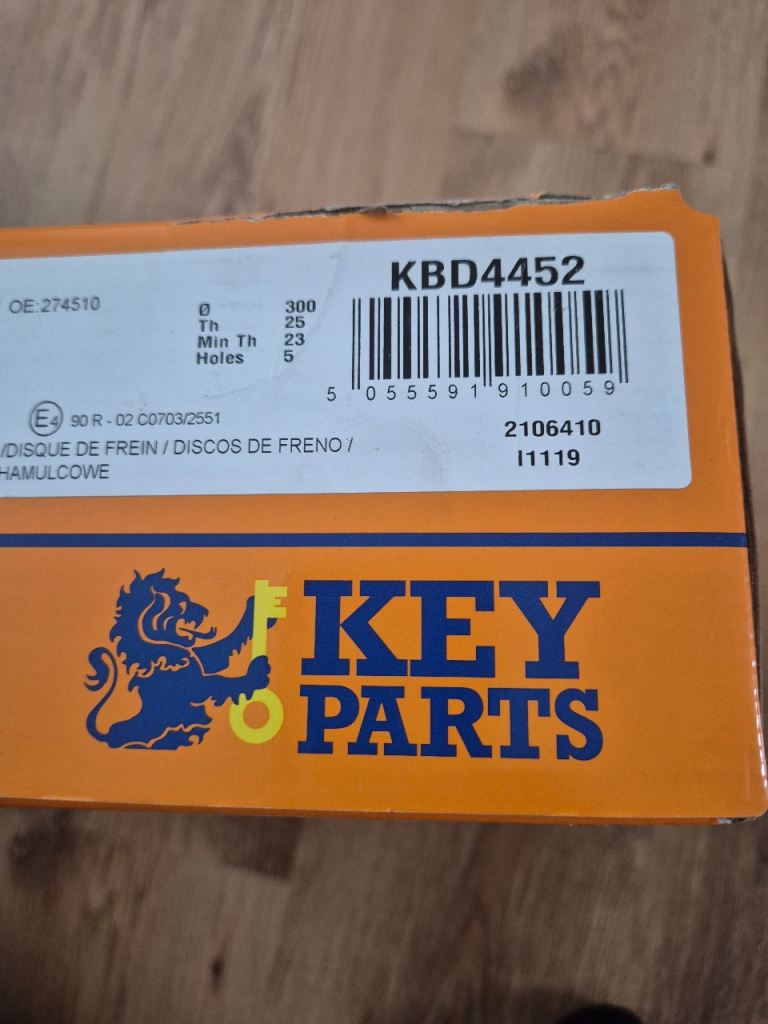 KBD4452
OE:274510
Ø 300
Th 25
Min Th 23
Holes 5
5 055591 910059
E4 90 R - 02 C0703/2551
2106410
I1119
/DISQUE DE FREIN / DISCOS DE FRENO /
HAMULCOWE
KEY
PARTS